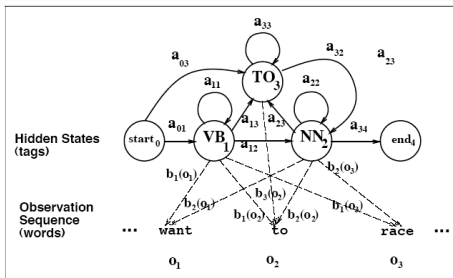 a₃₃
a₀₃ a₃₂ a₂₃
TO₃
a₁₁ a₂₂
a₀₁ a₁₃ a₂₃ a₃₄
Hidden States
(tags)
start₀ VB₁ a₁₂ NN₂ end₄
b₁(o₁) b₂(o₁) b₁(o₂) b₃(o₂) b₂(o₂) b₁(o₃) b₂(o₃)
Observation
Sequence
(words)
... want to race ...
o₁ o₂ o₃